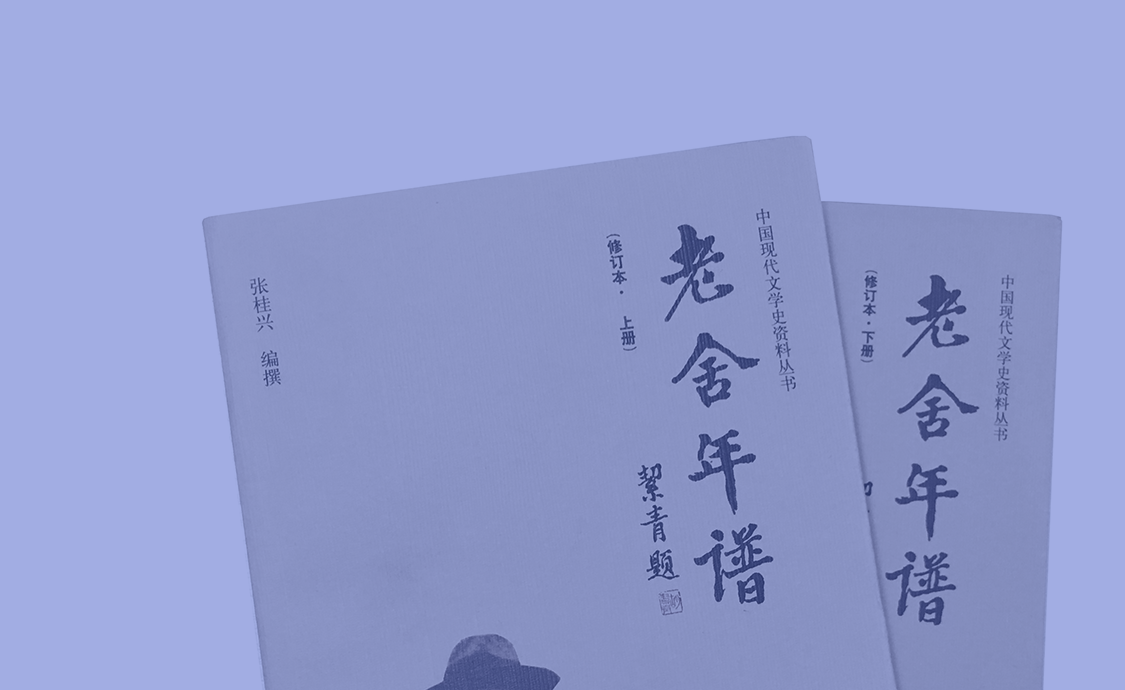 中国现代文学史资料丛书
老舍年谱
（修订本·上册）
絜青题
张桂兴 编撰
中国现代文学史资料丛书
老舍年谱
（修订本·下册）